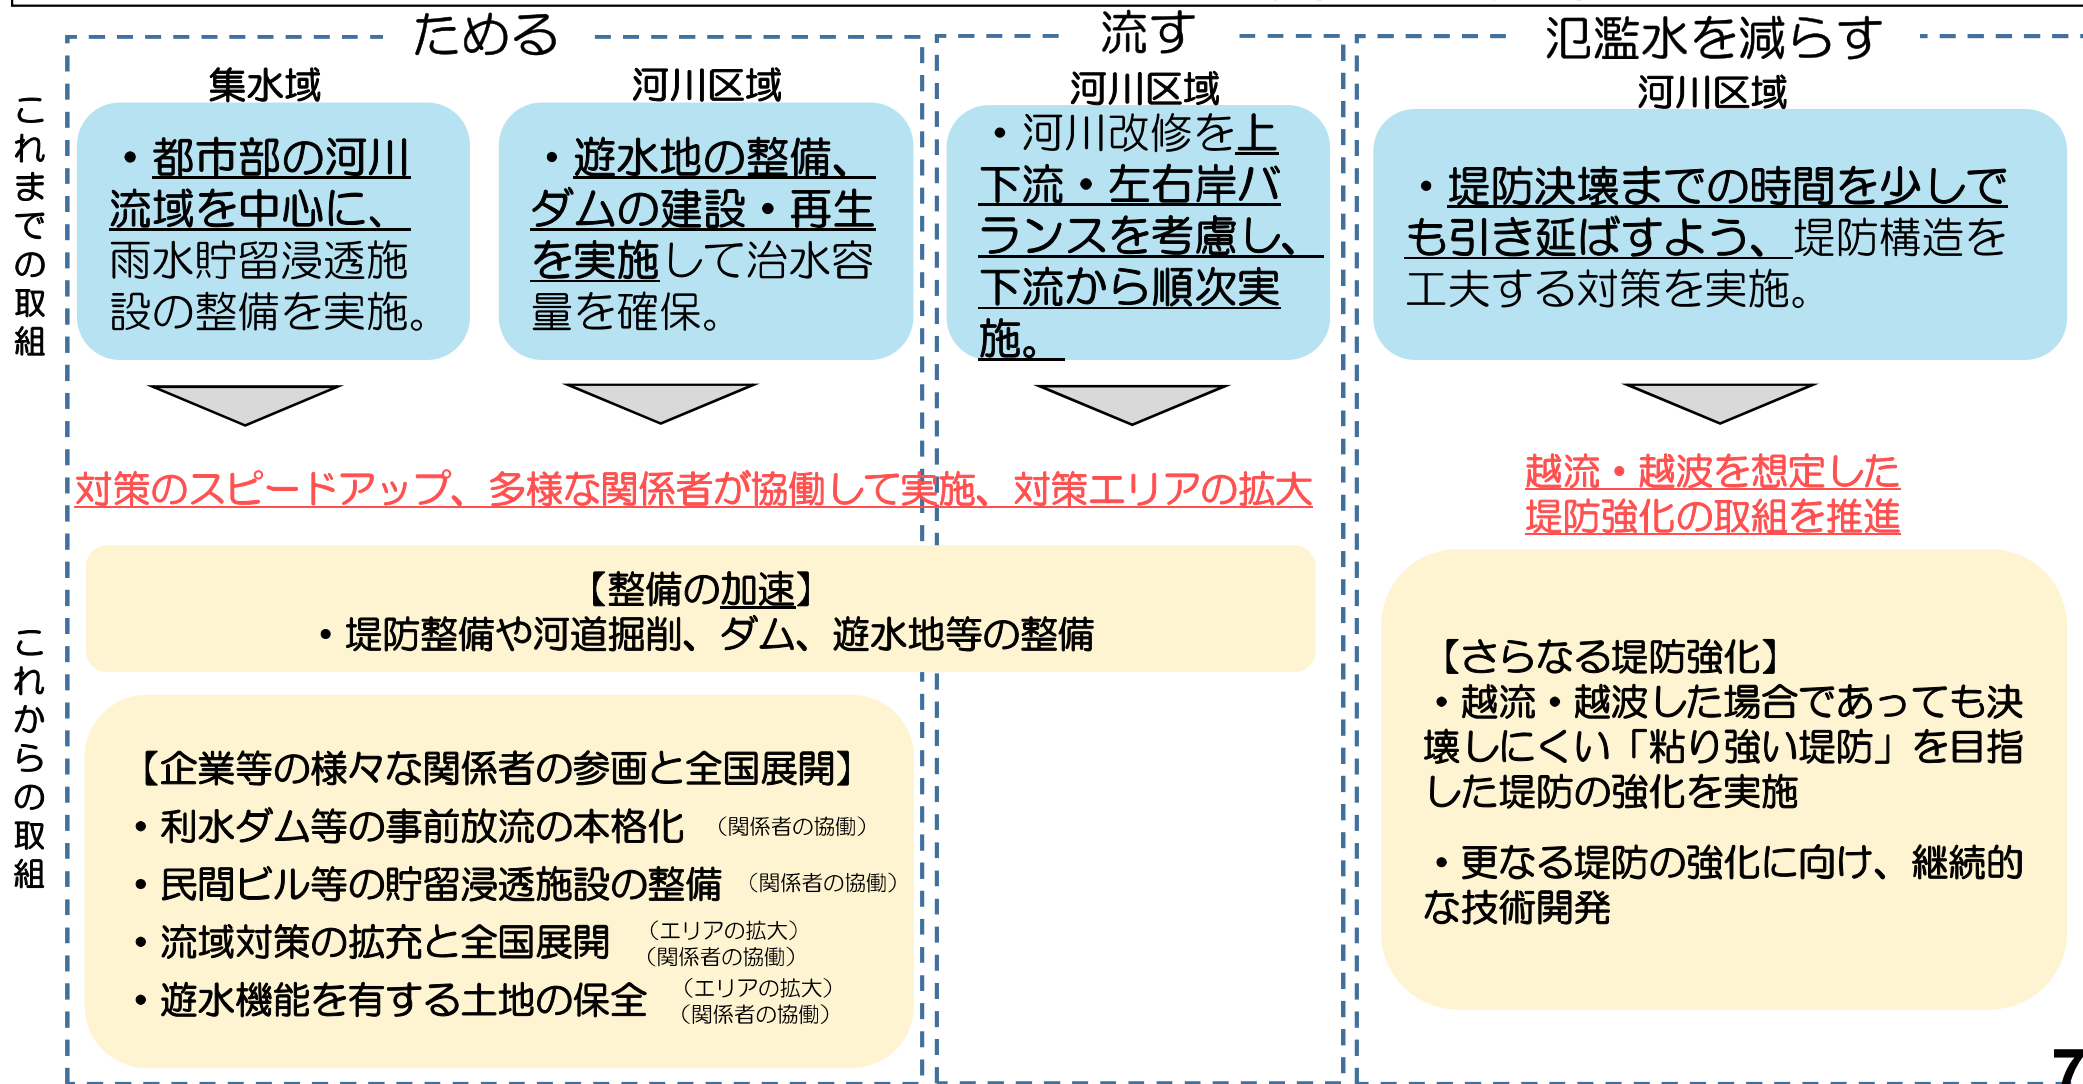 ためる
集水域
河川区域
これまでの取組
・都市部の河川
流域を中心に、
雨水貯留浸透施
設の整備を実施。
・遊水地の整備、
ダムの建設・再生
を実施して治水容
量を確保。
流す
河川区域
・河川改修を上
下流・左右岸バ
ランスを考慮し、
下流から順次実
施。
氾濫水を減らす
河川区域
・堤防決壊までの時間を少しで
も引き延ばすよう、堤防構造を
工夫する対策を実施。
対策のスピードアップ、多様な関係者が協働して実施、対策エリアの拡大
越流・越波を想定した
堤防強化の取組を推進
これからの取組
【整備の加速】
・堤防整備や河道掘削、ダム、遊水地等の整備
【企業等の様々な関係者の参画と全国展開】
・利水ダム等の事前放流の本格化 （関係者の協働）
・民間ビル等の貯留浸透施設の整備 （関係者の協働）
・流域対策の拡充と全国展開 （エリアの拡大）
（関係者の協働）
・遊水機能を有する土地の保全 （エリアの拡大）
（関係者の協働）
【さらなる堤防強化】
・越流・越波した場合であっても決
壊しにくい「粘り強い堤防」を目指
した堤防の強化を実施
・更なる堤防の強化に向け、継続的
な技術開発
7